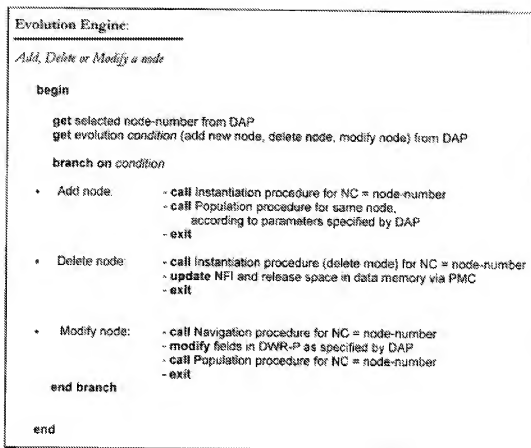 Evolution Engine:
Add, Delete or Modify a node
begin
get selected node-number from DAP
get evolution condition (add new node, delete node, modify node) from DAP
branch on condition
• Add node: - call Instantiation procedure for NC = node-number
- call Population procedure for same node,
according to parameters specified by DAP
- exit
• Delete node: - call Instantiation procedure (delete mode) for NC = node-number
- update NFI and release space in data memory via PMC
- exit
• Modify node: - call Navigation procedure for NC = node-number
- modify fields in DWR-P as specified by DAP
- call Population procedure for NC = node-number
- exit
end branch
end